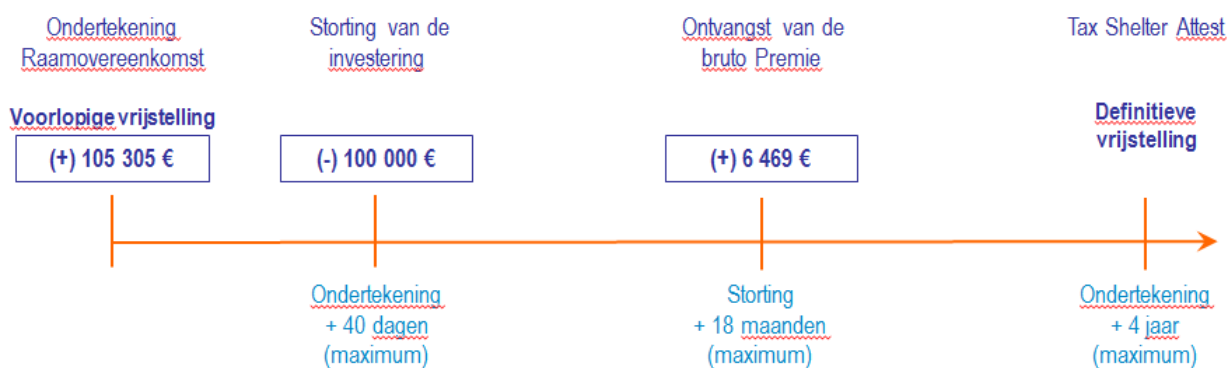 Ondertekening
Raamovereenkomst
Voorlopige vrijstelling
(+) 105 305 €
Storting van de
investering
(-) 100 000 €
Ontvangst van de
bruto Premie
(+) 6 469 €
Tax Shelter Attest
Definitieve
vrijstelling
Ondertekening
+ 40 dagen
(maximum)
Storting
+ 18 maanden
(maximum)
Ondertekening
+ 4 jaar
(maximum)